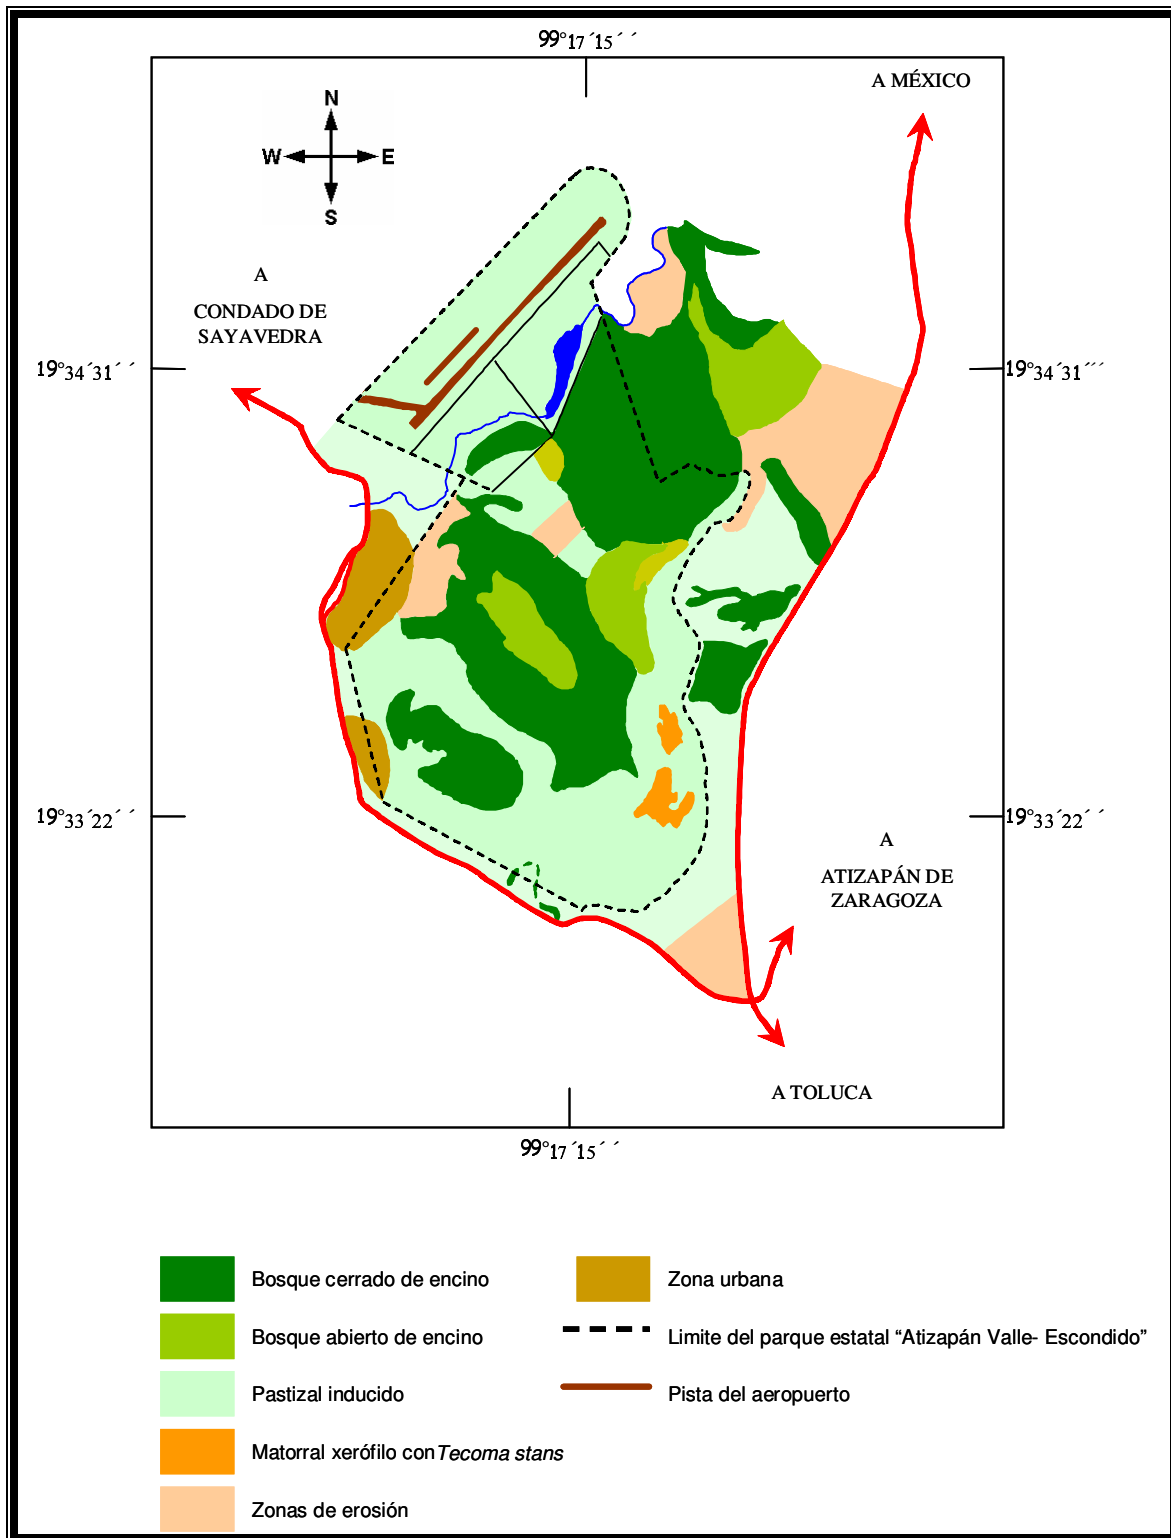 99°17´15´´
A MÉXICO
N
W E
S
A
CONDADO DE
SAYAVEDRA
19°34´31´´
19°34´31´´´
19°33´22´´
19°33´22´´
A
ATIZAPÁN DE
ZARAGOZA
A TOLUCA
99°17´15´´
Bosque cerrado de encino
Zona urbana
Bosque abierto de encino
Limite del parque estatal “Atizapán Valle- Escondido”
Pastizal inducido
Pista del aeropuerto
Matorral xerófilo con Tecoma stans
Zonas de erosión